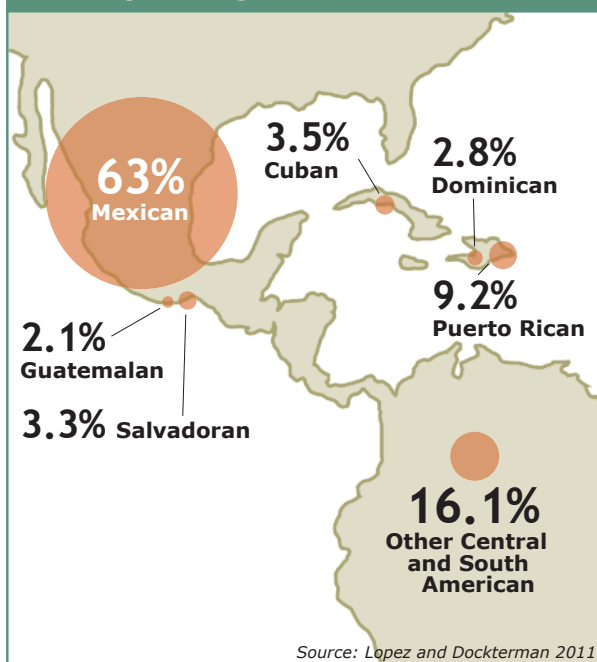 63%
Mexican
3.5%
Cuban
2.8%
Dominican
9.2%
Puerto Rican
2.1%
Guatemalan
3.3% Salvadoran
16.1%
Other Central
and South
American
Source: Lopez and Dockterman 2011